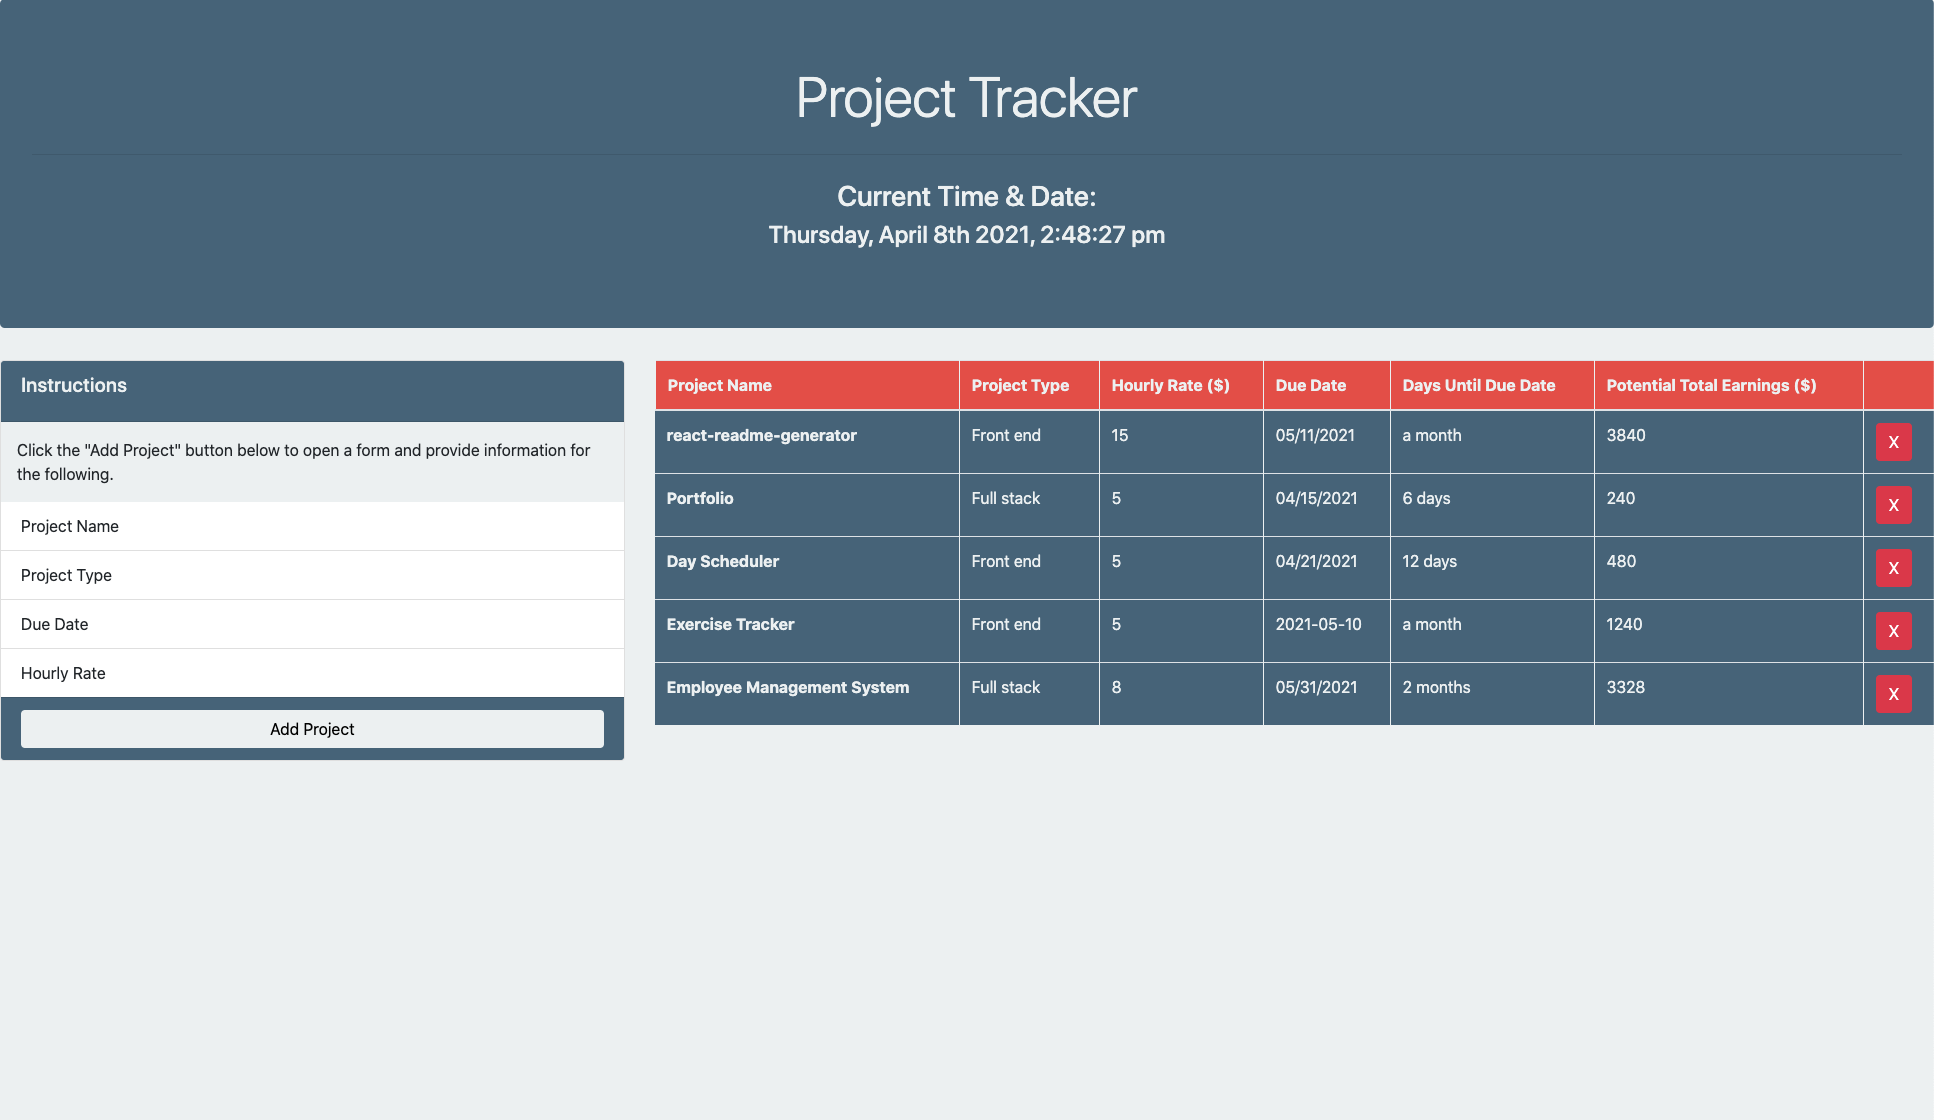 Project Tracker
Current Time & Date:
Thursday, April 8th 2021, 2:48:27 pm
Instructions
Click the "Add Project" button below to open a form and provide information for
the following.
Project Name
Project Type
Due Date
Hourly Rate
Add Project
Project Name Project Type Hourly Rate ($) Due Date Days Until Due Date Potential Total Earnings ($)
react-readme-generator Front end 15 05/11/2021 a month 3840 X
Portfolio Full stack 5 04/15/2021 6 days 240 X
Day Scheduler Front end 5 04/21/2021 12 days 480 X
Exercise Tracker Front end 5 2021-05-10 a month 1240 X
Employee Management System Full stack 8 05/31/2021 2 months 3328 X